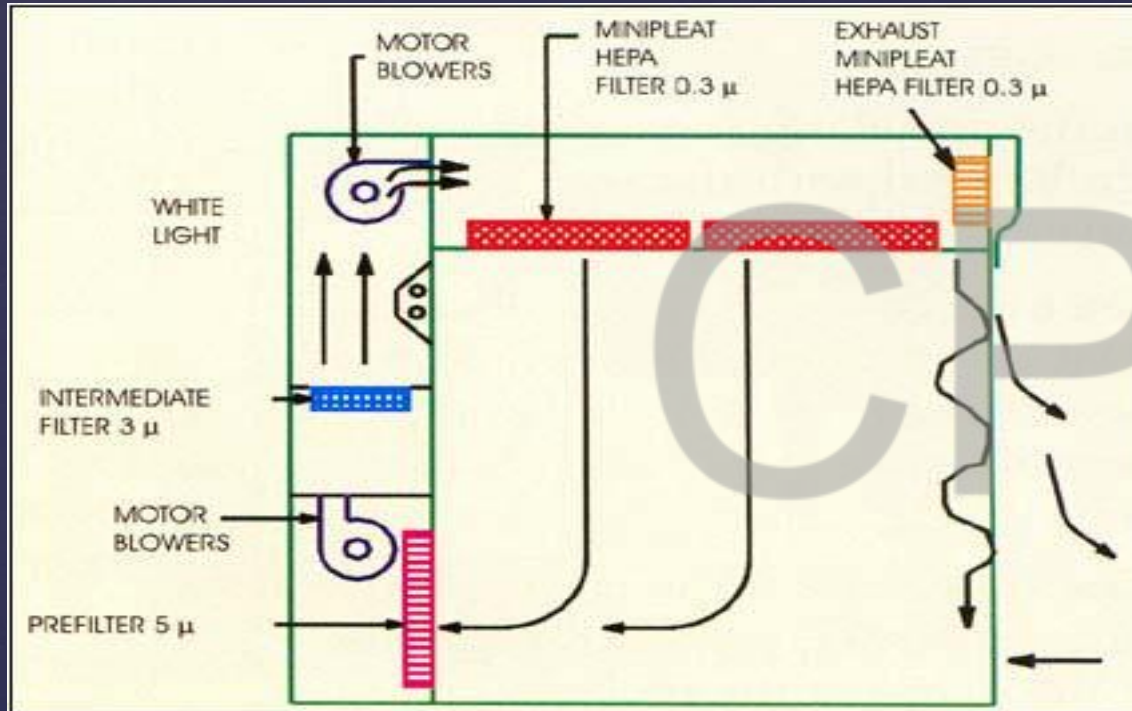 MOTOR
BLOWERS
MINIPLEAT
HEPA
FILTER 0.3 µ
EXHAUST
MINIPLEAT
HEPA FILTER 0.3 µ
WHITE
LIGHT
INTERMEDIATE
FILTER 3 µ
MOTOR
BLOWERS
PREFILTER 5 µ
CP